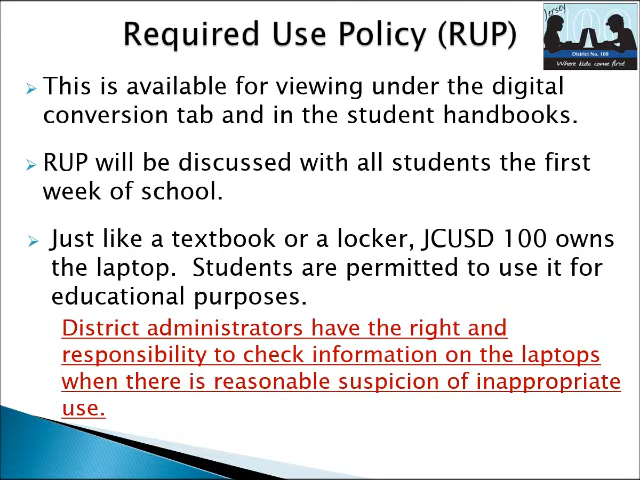 Required Use Policy (RUP)
Jersey
100
District No. 100
Where kids come first
This is available for viewing under the digital
conversion tab and in the student handbooks.
RUP will be discussed with all students the first
week of school.
Just like a textbook or a locker, JCUSD 100 owns
the laptop. Students are permitted to use it for
educational purposes.
District administrators have the right and
responsibility to check information on the laptops
when there is reasonable suspicion of inappropriate
use.